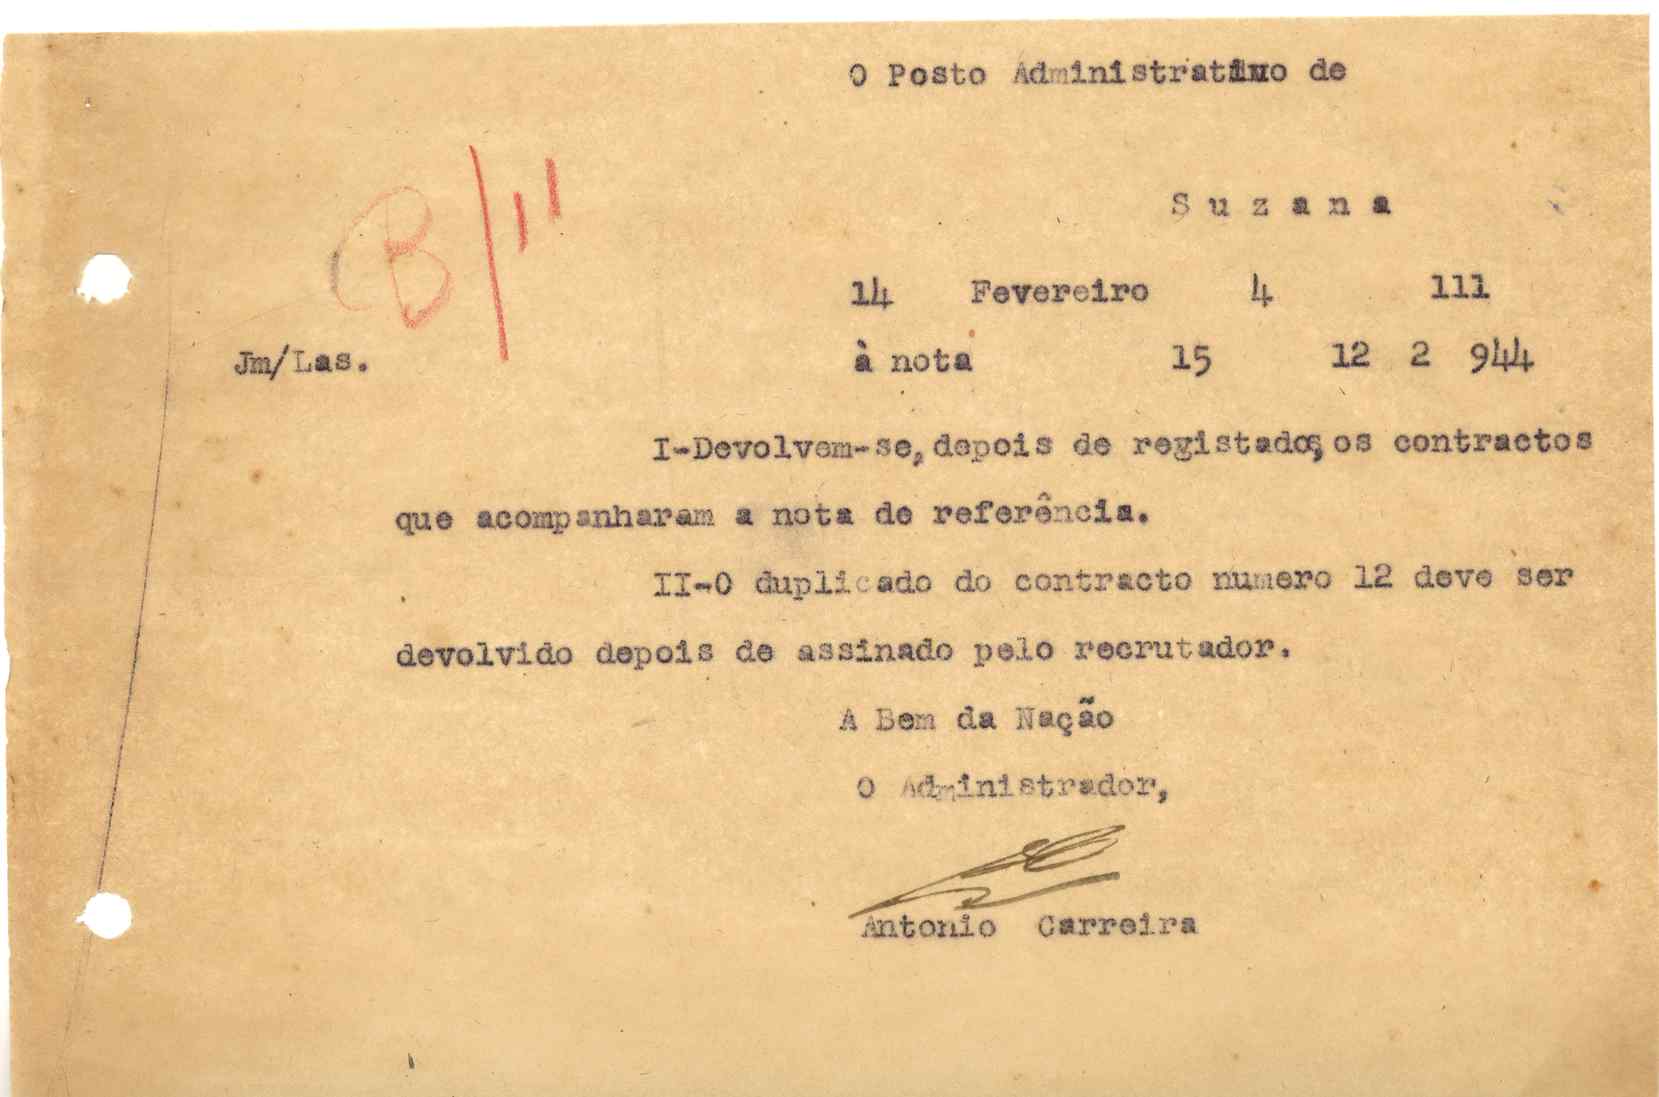 O Posto Administrativo de
B/11
S u z a n a
14 Fevereiro 4 111
Jm/Las. à nota 15 12 2 944
I-Devolvem-se, depois de registados, os contractos
que acompanharam a nota de referência.
II-O duplicado do contracto numero 12 deve ser
devolvido depois de assinado pelo recrutador.
A Bem da Nação
O Administrador,
Antonio Carreira